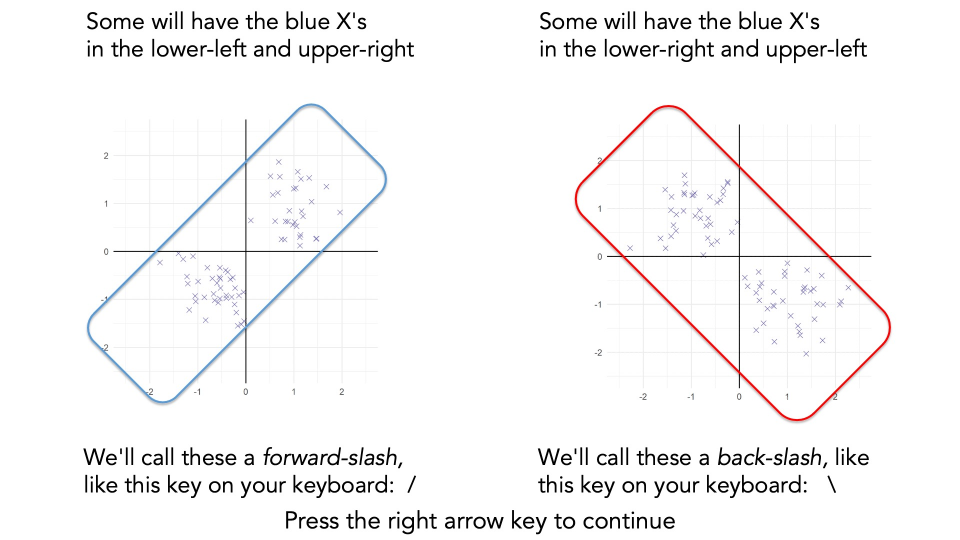 Some will have the blue X's
in the lower-left and upper-right
Some will have the blue X's
in the lower-right and upper-left
2
1
0
-1
-2
-2
-1
0
1
2
2
1
0
-1
-2
-2
-1
0
1
2
We'll call these a forward-slash,
like this key on your keyboard: /
We'll call these a back-slash, like
this key on your keyboard: \
Press the right arrow key to continue